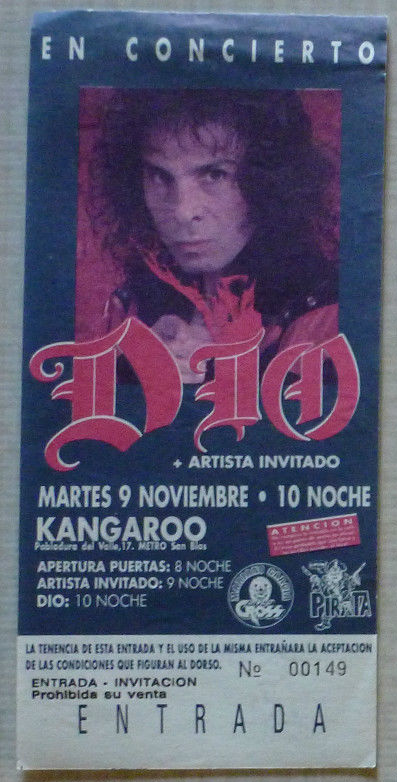 EN CONCIERTO
DIO
+ ARTISTA INVITADO
MARTES 9 NOVIEMBRE • 10 NOCHE
KANGAROO
Pobladura del Valle, 17. METRO San Blas
ATENCION
APERTURA PUERTAS: 8 NOCHE
ARTISTA INVITADO: 9 NOCHE
DIO: 10 NOCHE
CROSS
PIRATA
LA TENENCIA DE ESTA ENTRADA Y EL USO DE LA MISMA ENTRAÑARA LA ACEPTACION
DE LAS CONDICIONES QUE FIGURAN AL DORSO.
Nº 00149
ENTRADA - INVITACION
Prohibida su venta
ENTRADA